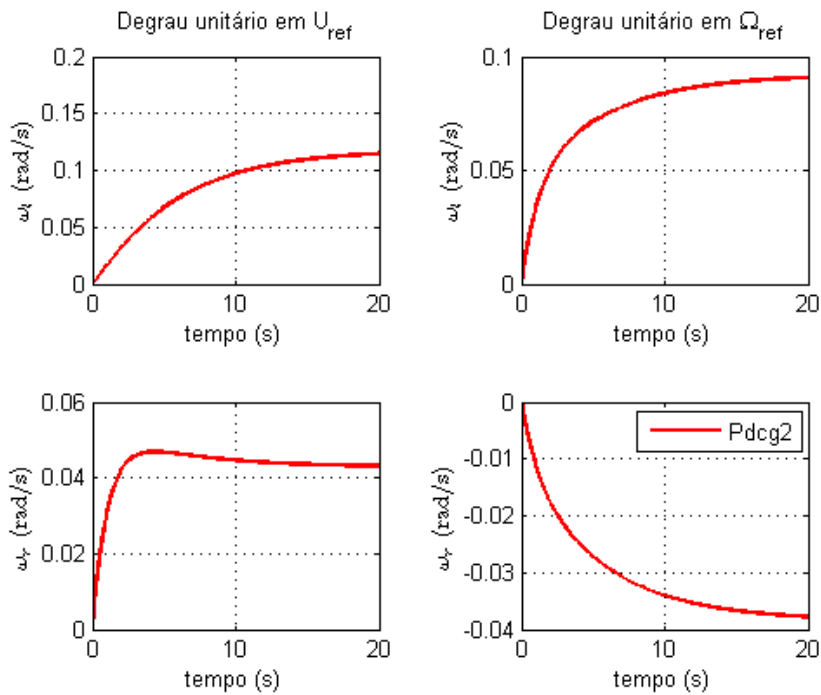 Degrau unitário em U_ref
Degrau unitário em Ω_ref
0.2
0.15
0.1
0.05
0
ω_l (rad/s)
0 10 20
tempo (s)
0.1
0.05
0
ω_l (rad/s)
0 10 20
tempo (s)
0.06
0.04
0.02
0
ω_r (rad/s)
0 10 20
tempo (s)
0
-0.01
-0.02
-0.03
-0.04
ω_r (rad/s)
Pdcg2
0 10 20
tempo (s)